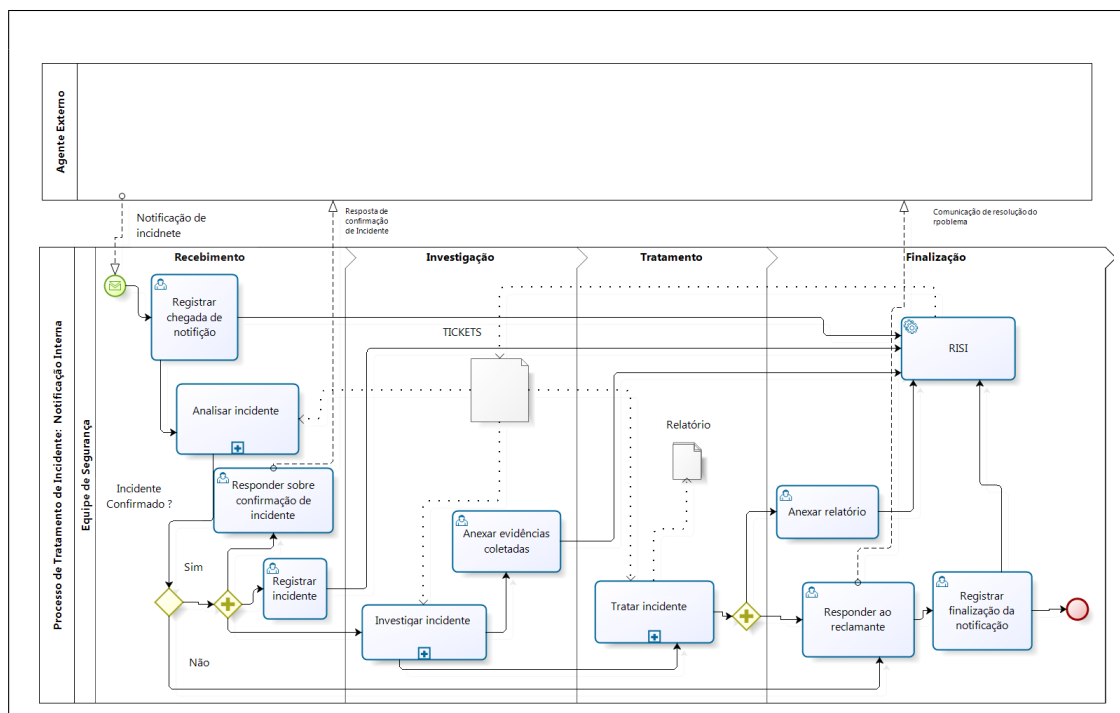 Agente Externo
Notificação de
incidnete
Resposta de
confirmação
de Incidente
Comunicação de resolução do
rpoblema
Processo de Tratamento de Incidente:  Notificação Interna
Equipe de Segurança
Recebimento
Investigação
Tratamento
Finalização
Registrar
chegada de
notifição
TICKETS
RISI
Analisar incidente
Relatório
Incidente
Confirmado ?
Responder sobre
confirmação de
incidente
Anexar evidências
coletadas
Anexar relatório
Sim
Registrar
incidente
Investigar incidente
Tratar incidente
Responder ao
reclamante
Registrar
finalização da
notificação
Não